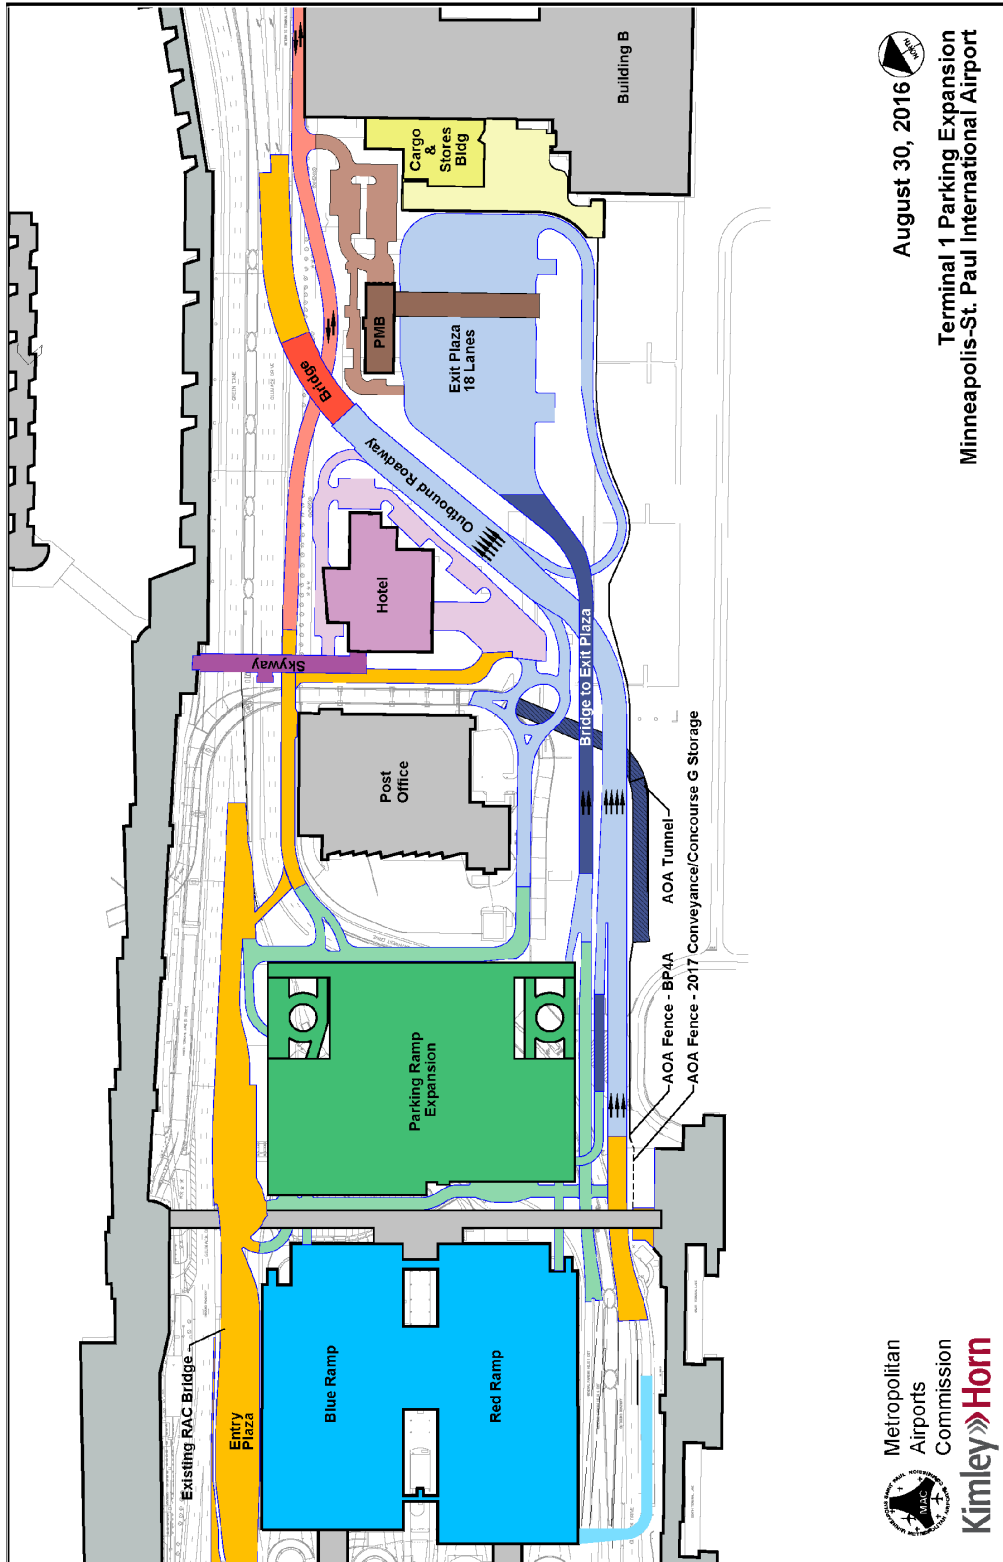 August 30, 2016
NORTH
Terminal 1 Parking Expansion
Minneapolis-St. Paul International Airport
Building B
Cargo
&
Stores
Bldg
PMB
Exit Plaza
18 Lanes
Bridge
Outbound Roadway
Hotel
Skyway
Bridge to Exit Plaza
Post
Office
AOA Tunnel
AOA Fence - BP4A
AOA Fence - 2017 Conveyance/Concourse G Storage
Parking Ramp
Expansion
Existing RAC Bridge
Entry
Plaza
Blue Ramp
Red Ramp
MAC
Metropolitan
Airports
Commission
Kimley»Horn